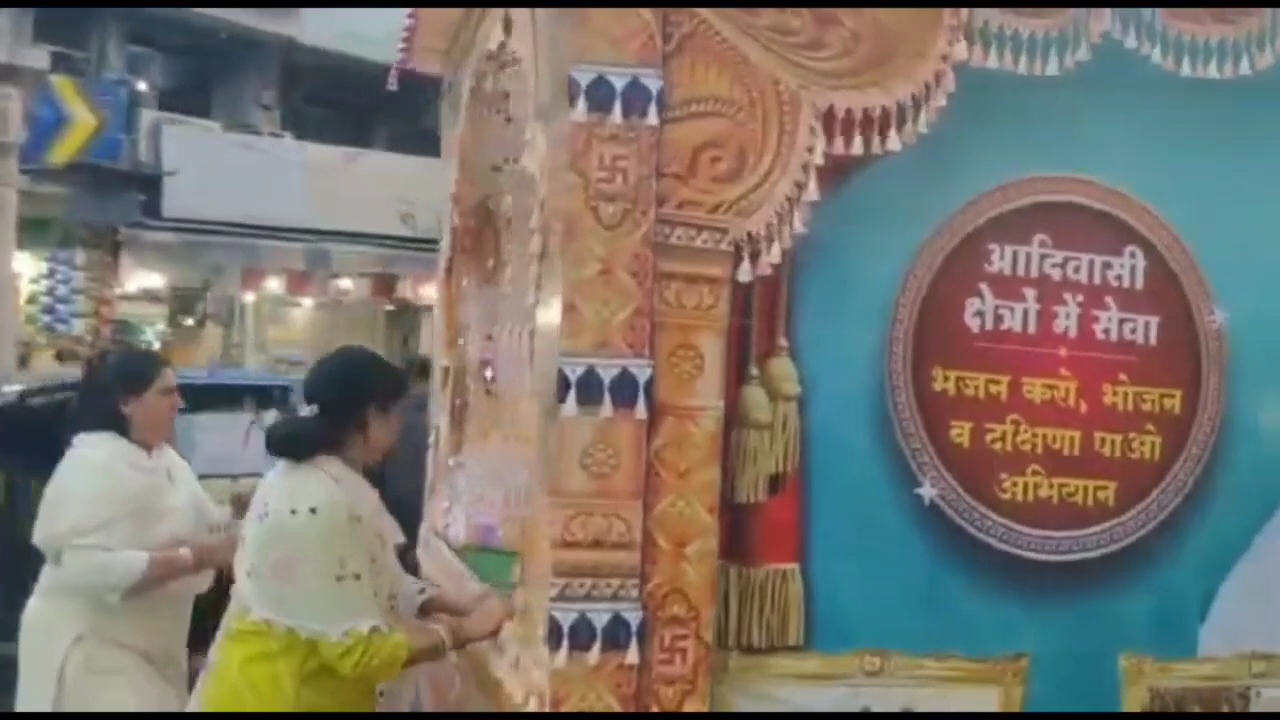 आदिवासी
क्षेत्रों में सेवा
भजन करो, भोजन
व दक्षिणा पाओ
अभियान